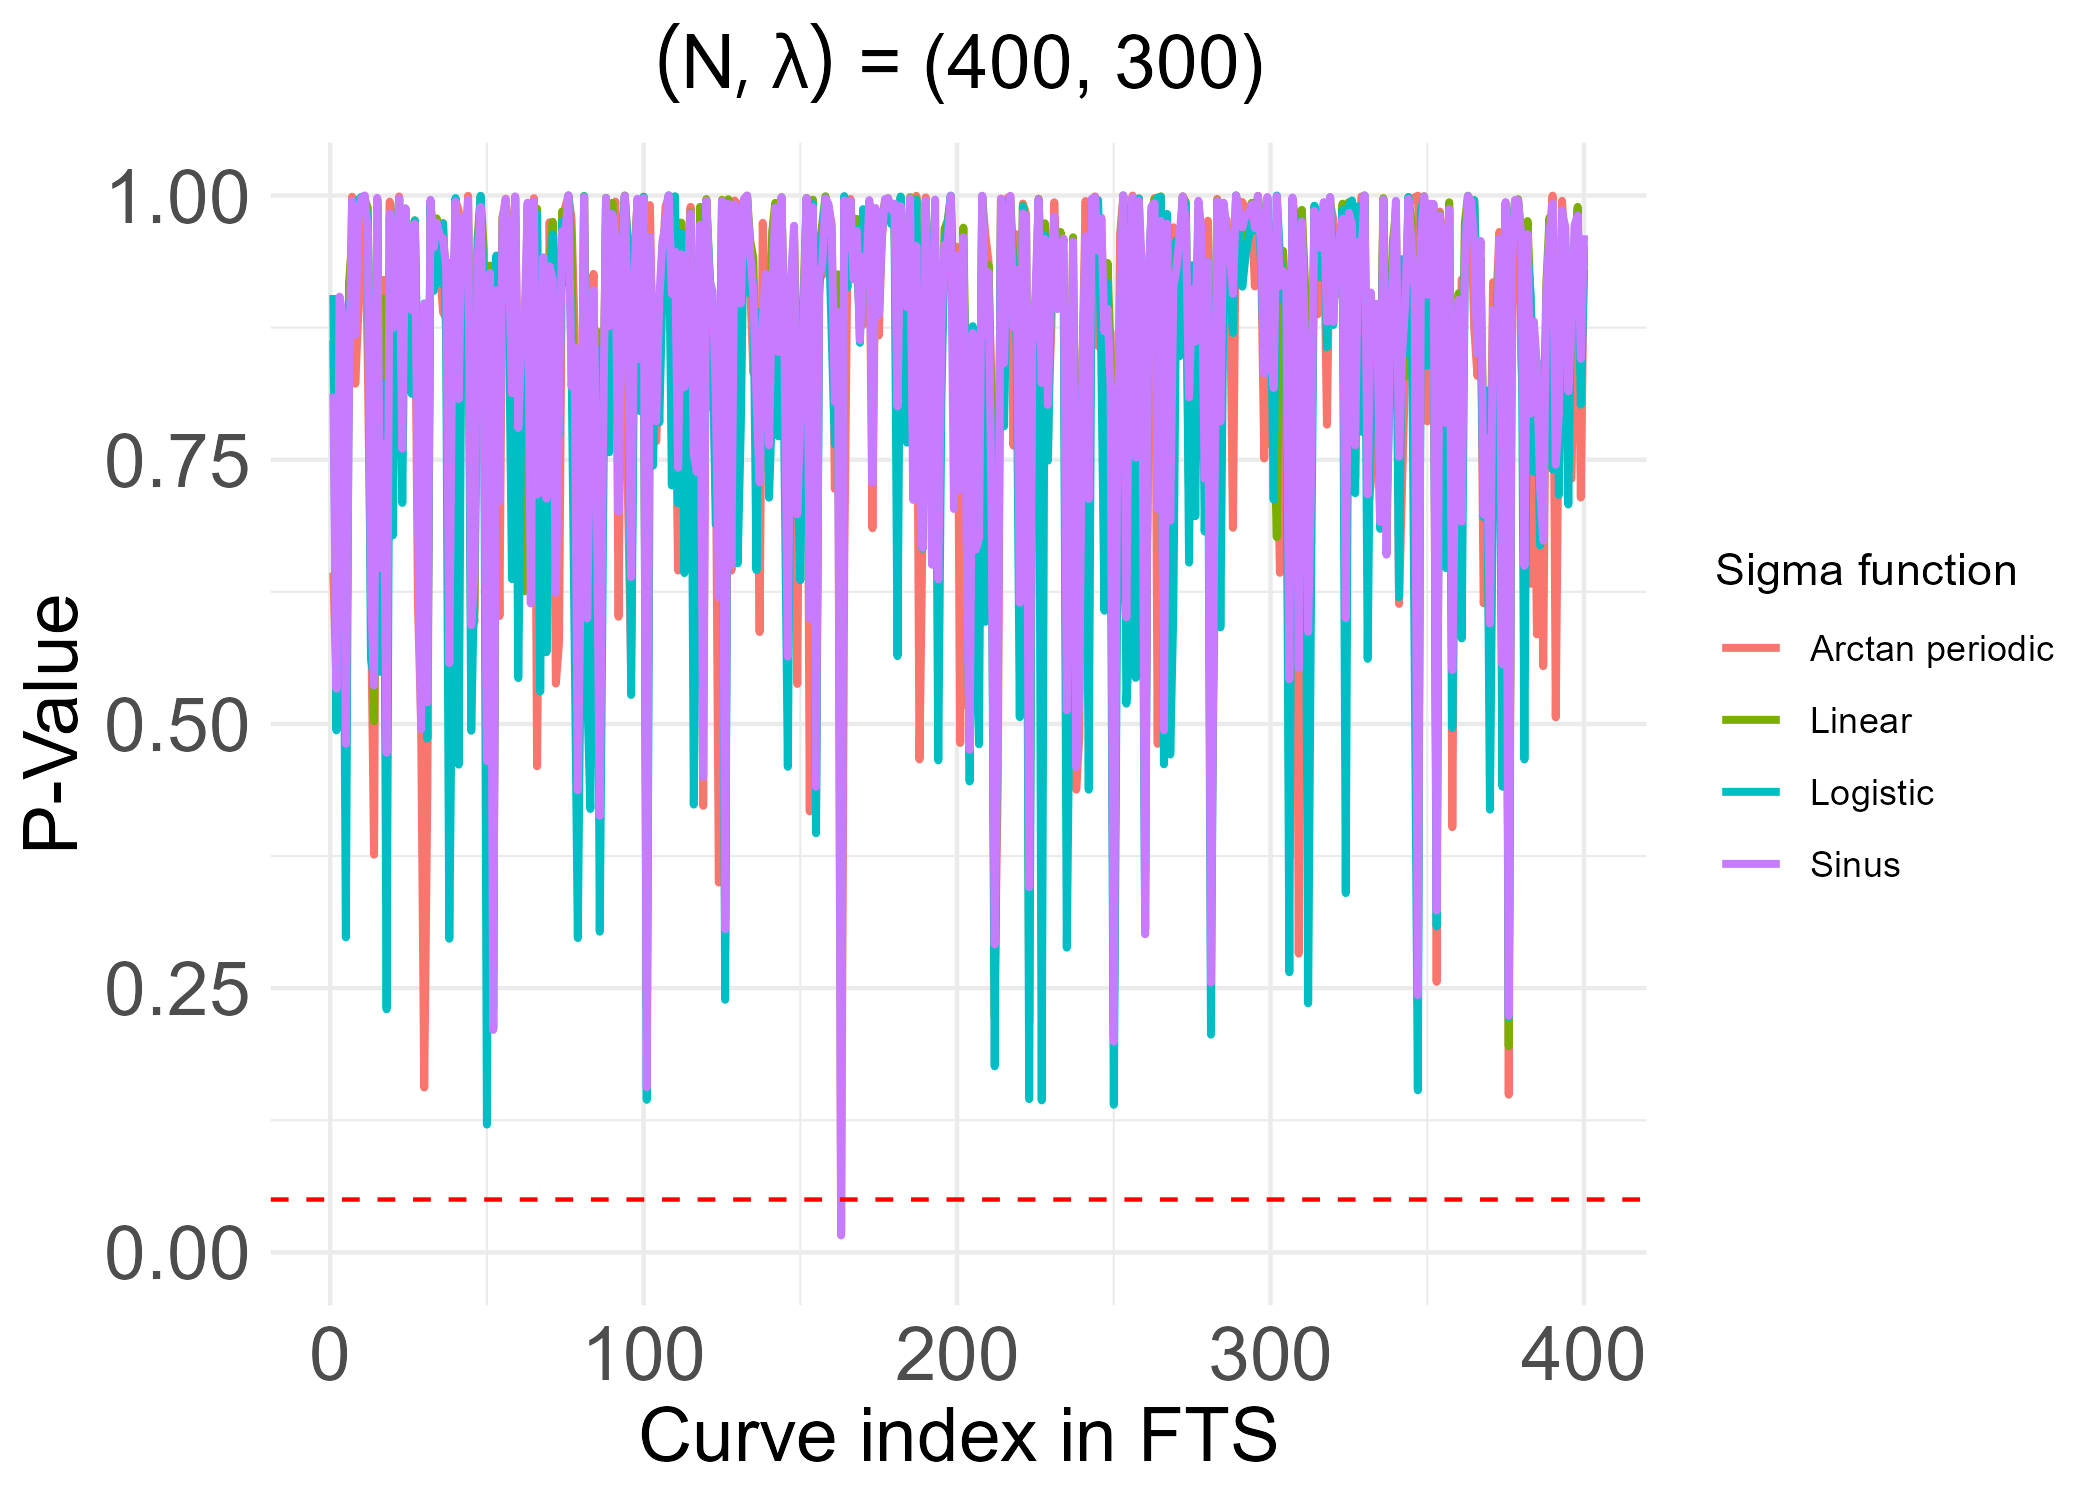 (N, λ) = (400, 300)
1.00
0.75
0.50
0.25
0.00
P-Value
0 100 200 300 400
Curve index in FTS
Sigma function
Arctan periodic
Linear
Logistic
Sinus